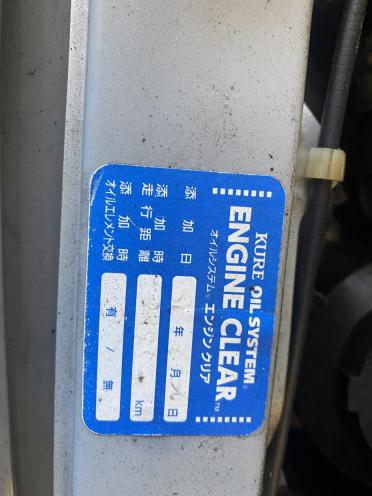 KURE OIL SYSTEM®
ENGINE CLEAR™
オイルシステム® エンジンクリア
添加日 年 月 日
添加時
走行距離 km
添加時
オイルエレメント交換 有 / 無